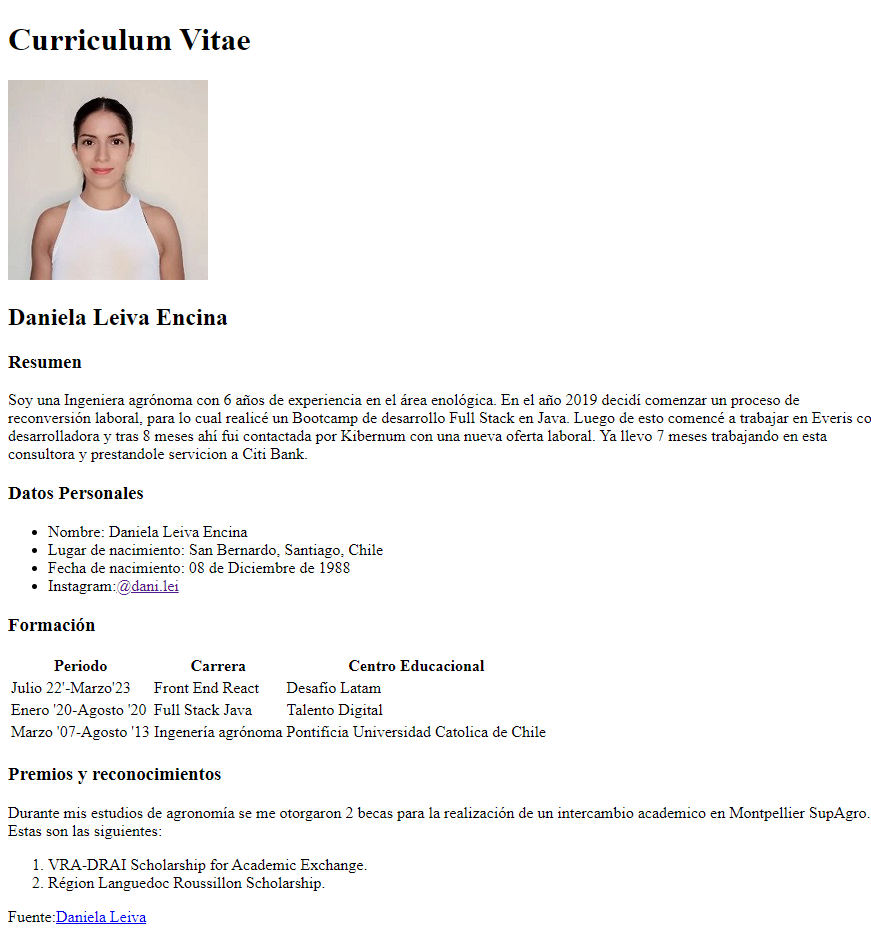 Curriculum Vitae
Daniela Leiva Encina
Resumen
Soy una Ingeniera agrónoma con 6 años de experiencia en el área enológica. En el año 2019 decidí comenzar un proceso de
reconversión laboral, para lo cual realicé un Bootcamp de desarrollo Full Stack en Java. Luego de esto comencé a trabajar en Everis co
desarrolladora y tras 8 meses ahí fui contactada por Kibernum con una nueva oferta laboral. Ya llevo 7 meses trabajando en esta
consultora y prestandole servicion a Citi Bank.
Datos Personales
• Nombre: Daniela Leiva Encina
• Lugar de nacimiento: San Bernardo, Santiago, Chile
• Fecha de nacimiento: 08 de Diciembre de 1988
• Instagram:@dani.lei
Formación
Periodo Carrera Centro Educacional
Julio 22'-Marzo'23 Front End React Desafío Latam
Enero '20-Agosto '20 Full Stack Java Talento Digital
Marzo '07-Agosto '13 Ingenería agrónoma Pontificia Universidad Catolica de Chile
Premios y reconocimientos
Durante mis estudios de agronomía se me otorgaron 2 becas para la realización de un intercambio academico en Montpellier SupAgro.
Estas son las siguientes:
1. VRA-DRAI Scholarship for Academic Exchange.
2. Région Languedoc Roussillon Scholarship.
Fuente:Daniela Leiva